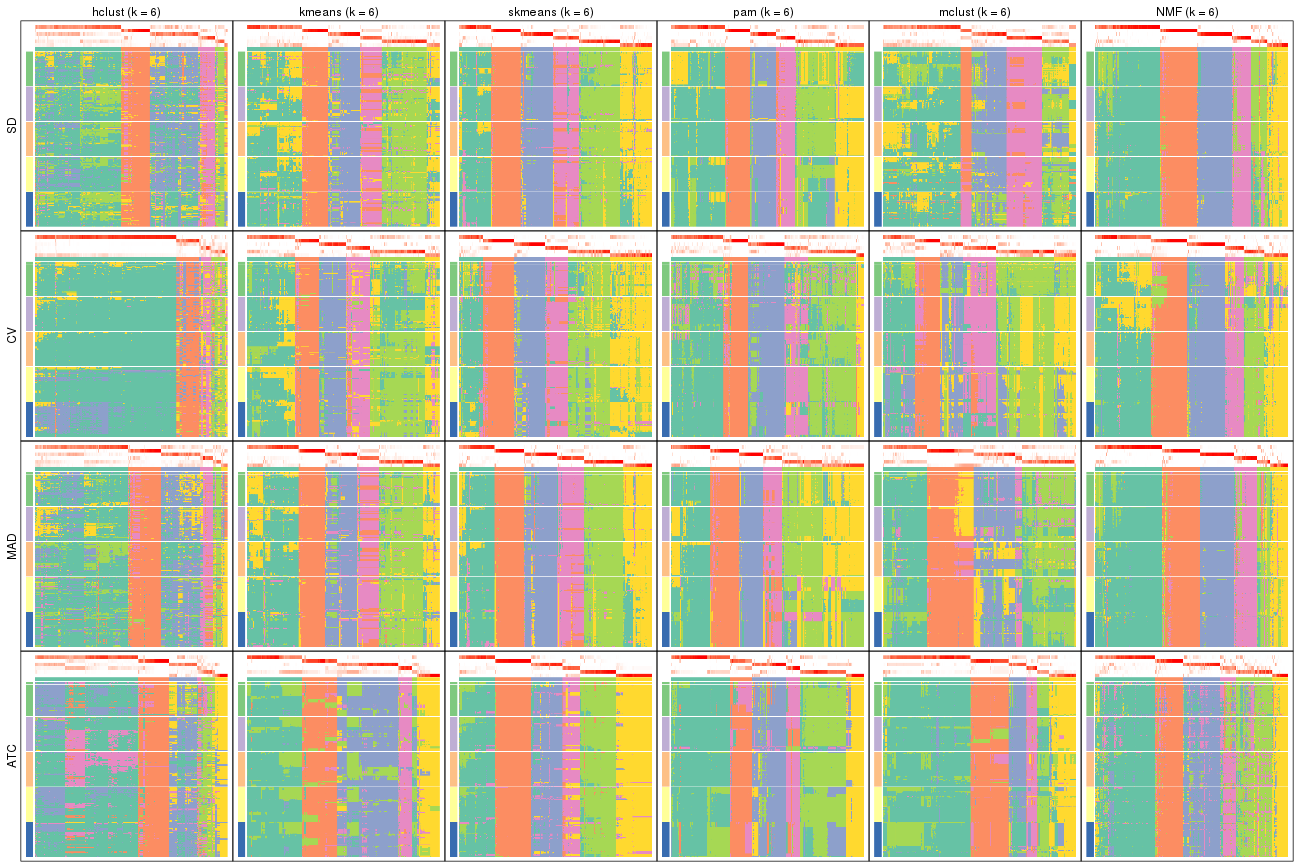 hclust (k = 6) kmeans (k = 6) skmeans (k = 6) pam (k = 6) mclust (k = 6) NMF (k = 6)
SD
CV
MAD
ATC